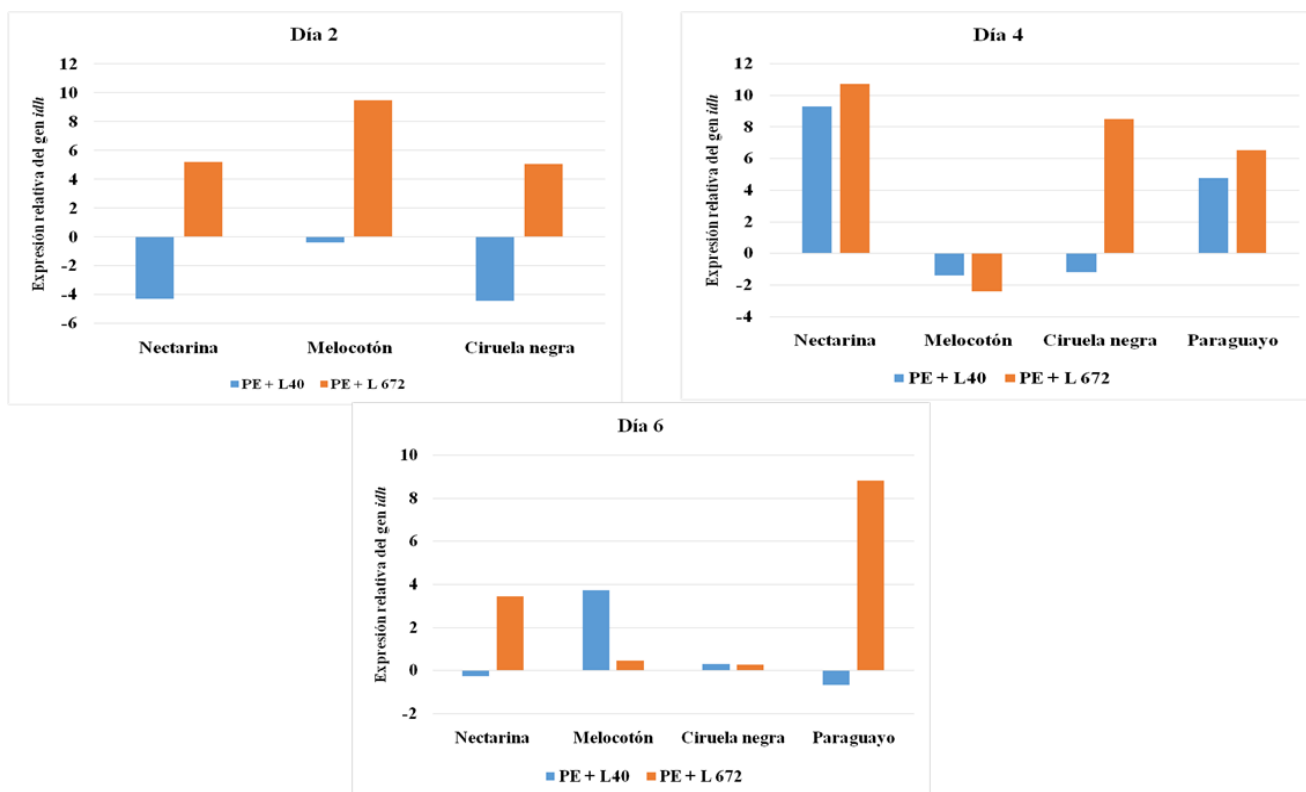 Día 2
Expresión relativa del gen idh
12
10
8
6
4
2
0
-2
-4
-6
Nectarina Melocotón Ciruela negra
PE + L40 PE + L 672
Día 4
Expresión relativa del gen idh
12
10
8
6
4
2
0
-2
-4
Nectarina Melocotón Ciruela negra Paraguayo
PE + L40 PE + L 672
Día 6
Expresión relativa del gen idh
10
8
6
4
2
0
-2
Nectarina Melocotón Ciruela negra Paraguayo
PE + L40 PE + L 672